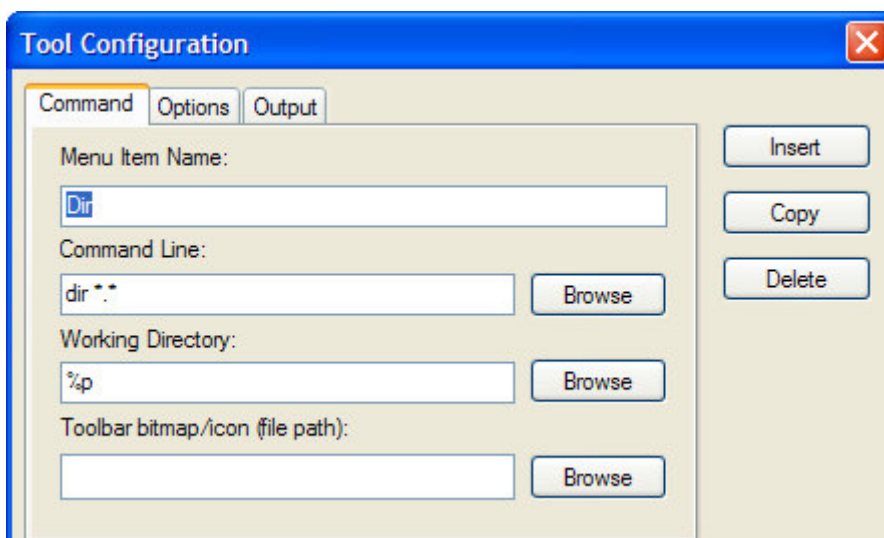 Tool Configuration
Command Options Output
Menu Item Name:
Dir
Command Line:
dir *.*
Browse
Working Directory:
%p
Browse
Toolbar bitmap/icon (file path):
Browse
Insert
Copy
Delete